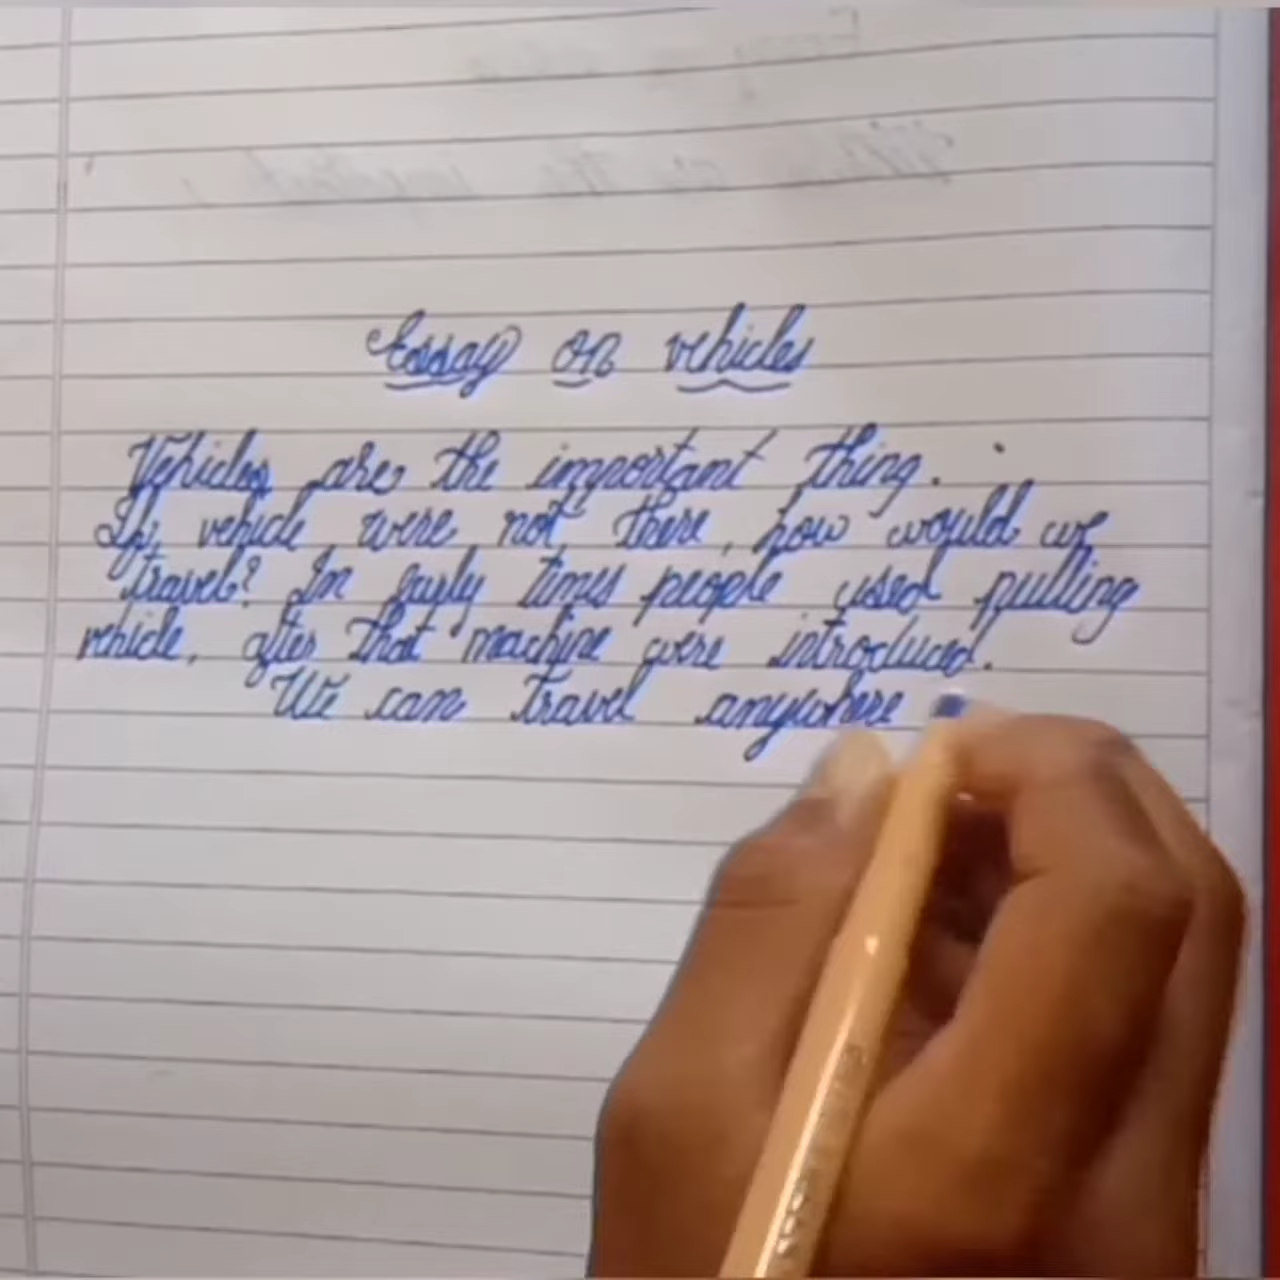 Essay on vehicles
Vehicles are the important thing.
If vehicle were not there, how would we
travel? In early times people used pulling
vehicle, after that machine were introduced.
We can travel anywhere